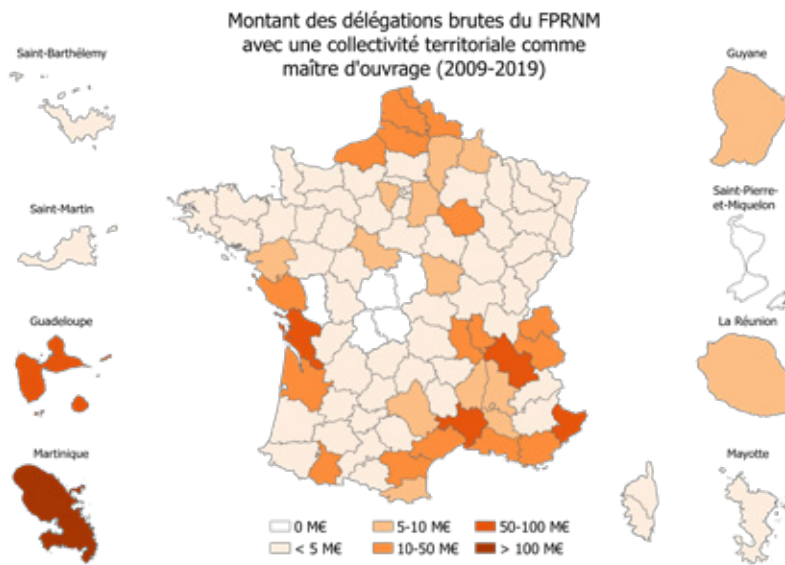 Montant des délégations brutes du FPRNM
avec une collectivité territoriale comme
maître d'ouvrage (2009-2019)
Saint-Barthélemy
Guyane
Saint-Martin
Saint-Pierre-
et-Miquelon
Guadeloupe
La Réunion
Martinique
Mayotte
0 M€
5-10 M€
50-100 M€
< 5 M€
10-50 M€
> 100 M€